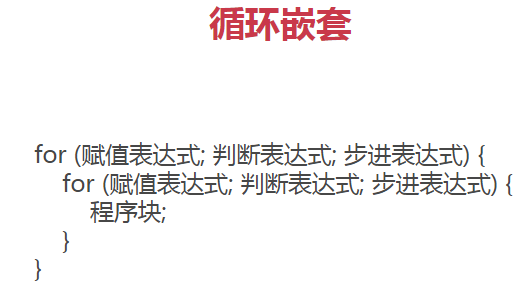 循环嵌套
for (赋值表达式; 判断表达式; 步进表达式) {
for (赋值表达式; 判断表达式; 步进表达式) {
程序块;
}
}